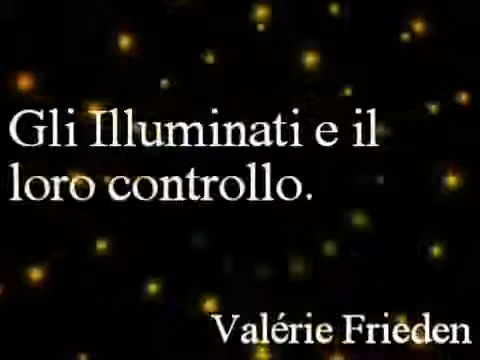 Gli Illuminati e il
loro controllo.
Valérie Frieden